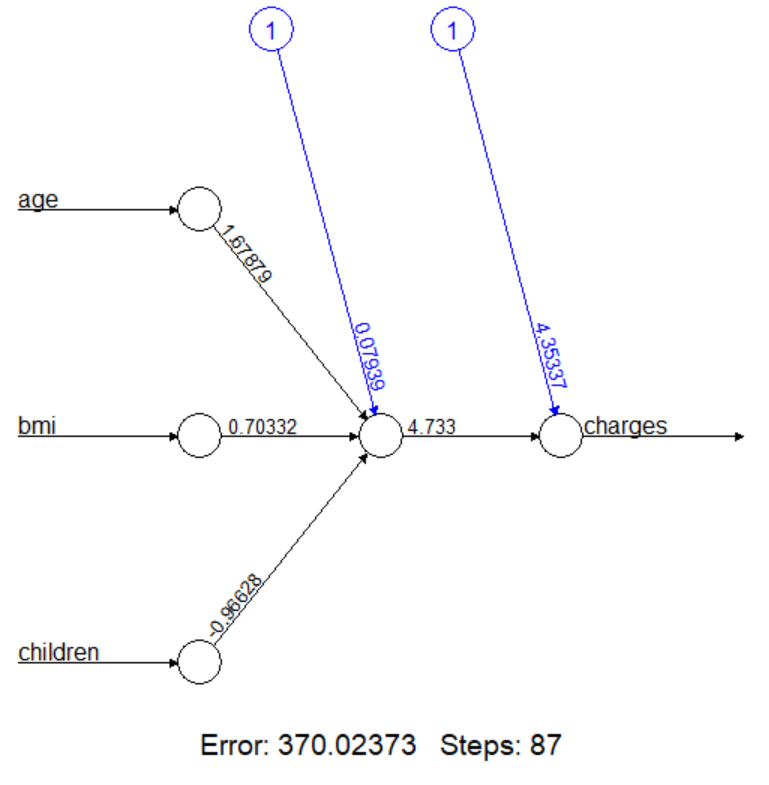 1
1
age
1.67879
0.07939
4.35337
bmi
0.70332
4.733
charges
-0.96628
children
Error: 370.02373 Steps: 87